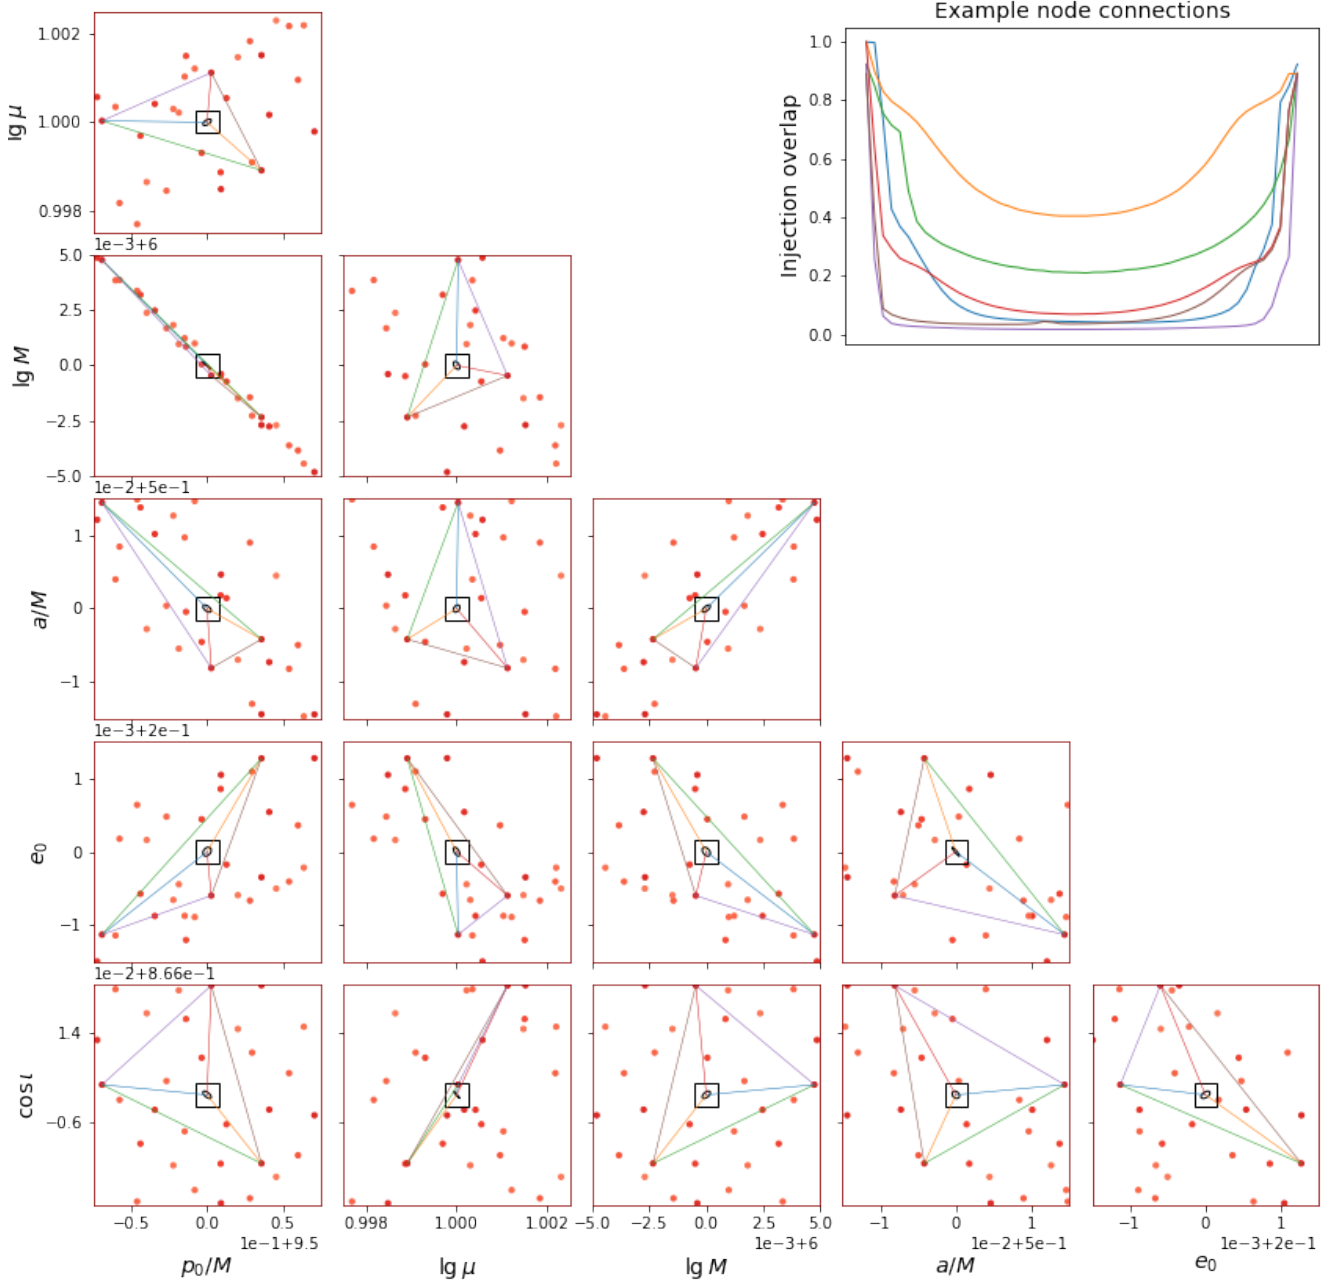 Example node connections
1.0
0.8
0.6
0.4
0.2
0.0
Injection overlap
1.002
1.000
0.998
lg μ
1e−3+6
5.0
2.5
0.0
−2.5
−5.0
lg M
1e−2+5e−1
1
0
−1
a/M
1e−3+2e−1
1
0
−1
e₀
1e−2+8.66e−1
1.4
−0.6
cos ι
−0.5 0.0 0.5 0.998 1.000 1.002 −5.0 −2.5 0.0 2.5 5.0 −1 0 1 −1 0 1
1e−1+9.5 1e−3+6 1e−2+5e−1 1e−3+2e−1
p₀/M lg μ lg M a/M e₀